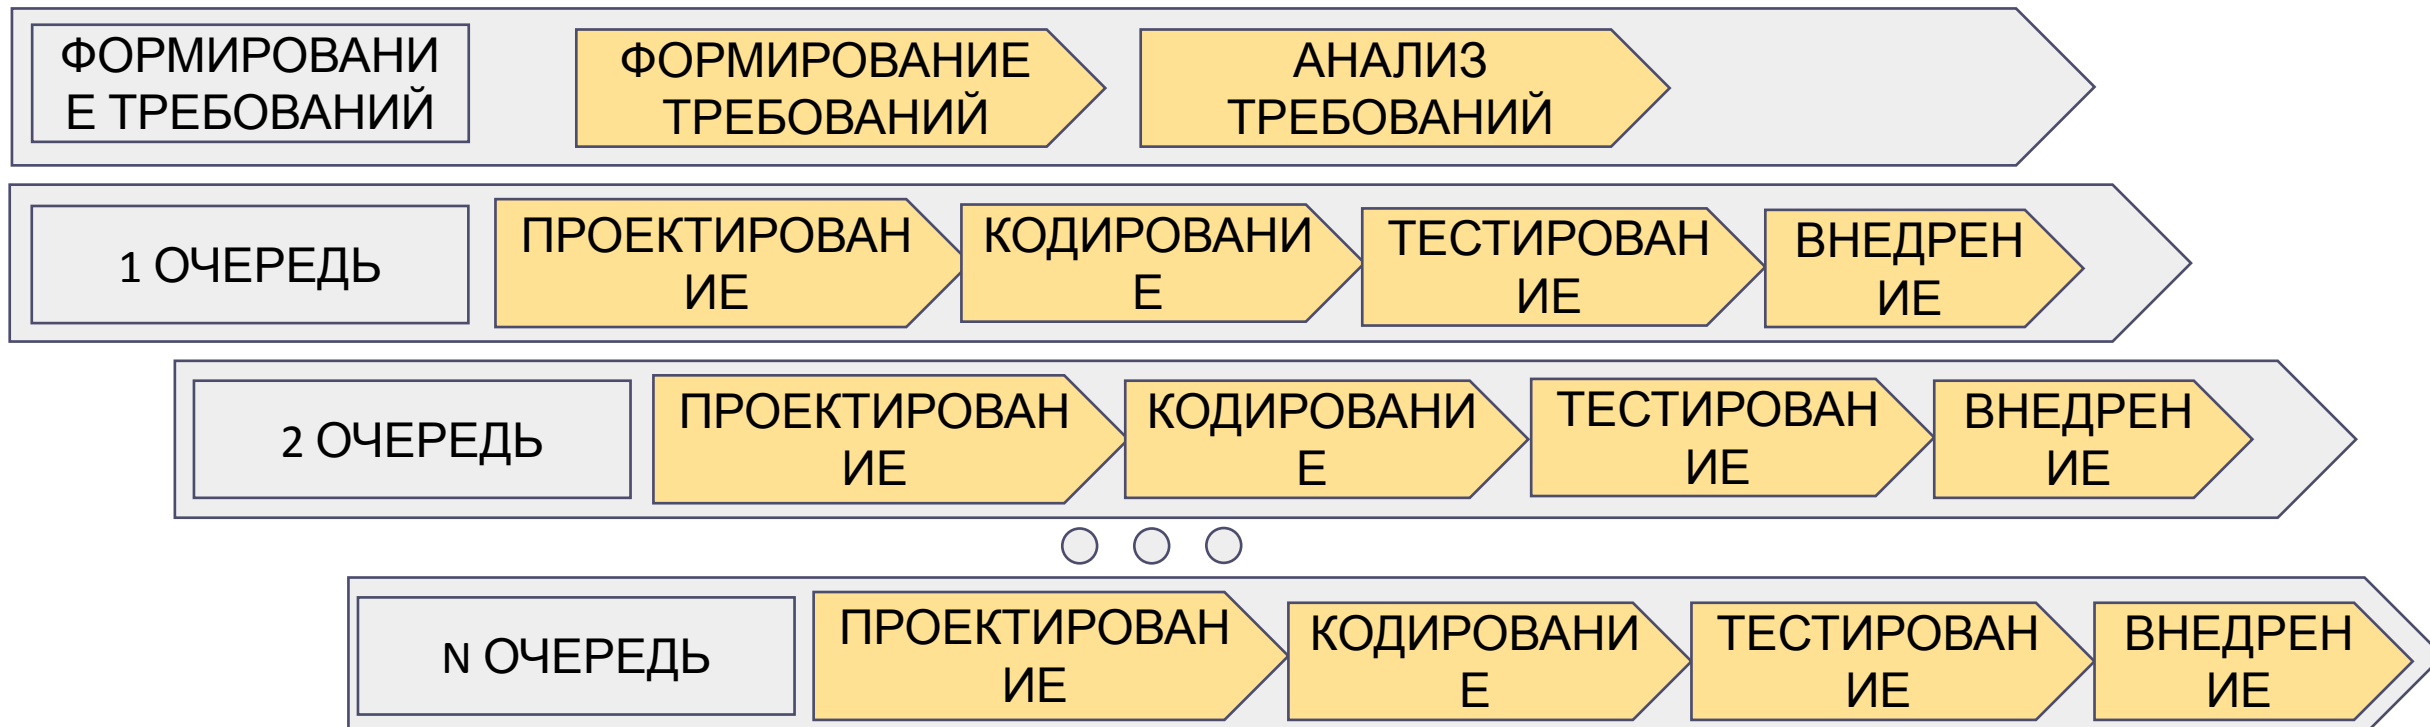 ФОРМИРОВАНИ
Е ТРЕБОВАНИЙ
ФОРМИРОВАНИЕ
ТРЕБОВАНИЙ
АНАЛИЗ
ТРЕБОВАНИЙ
1 ОЧЕРЕДЬ
ПРОЕКТИРОВАН
ИЕ
КОДИРОВАНИ
Е
ТЕСТИРОВАН
ИЕ
ВНЕДРЕН
ИЕ
2 ОЧЕРЕДЬ
ПРОЕКТИРОВАН
ИЕ
КОДИРОВАНИ
Е
ТЕСТИРОВАН
ИЕ
ВНЕДРЕН
ИЕ
N ОЧЕРЕДЬ
ПРОЕКТИРОВАН
ИЕ
КОДИРОВАНИ
Е
ТЕСТИРОВАН
ИЕ
ВНЕДРЕН
ИЕ